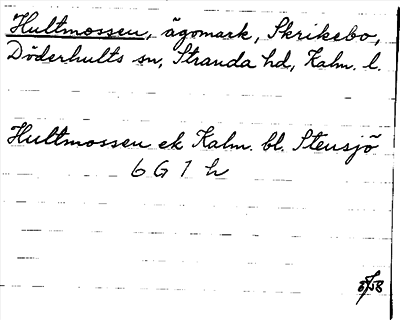 Hultmossen, ägomark, Skrikebo,
Döderhults sn, Stranda hd, Kalm. l.
Hultmossen ek Kalm. bl. Stensjö
6 G 1 h